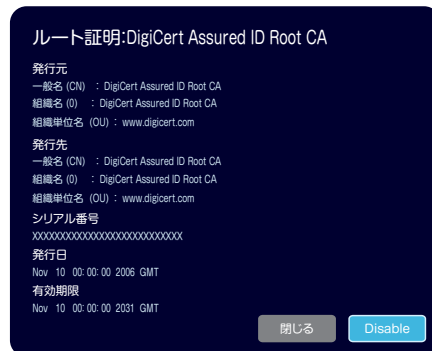 ルート証明:DigiCert Assured ID Root CA
発行元
一般名 (CN) : DigiCert Assured ID Root CA
組織名 (0) : DigiCert Assured ID Root CA
組織単位名 (OU) : www.digicert.com
発行先
一般名 (CN) : DigiCert Assured ID Root CA
組織名 (0) : DigiCert Assured ID Root CA
組織単位名 (OU) : www.digicert.com
シリアル番号
XXXXXXXXXXXXXXXXXXXXXXXXXXX
発行日
Nov 10 00:00:00 2006 GMT
有効期限
Nov 10 00:00:00 2031 GMT
閉じる Disable